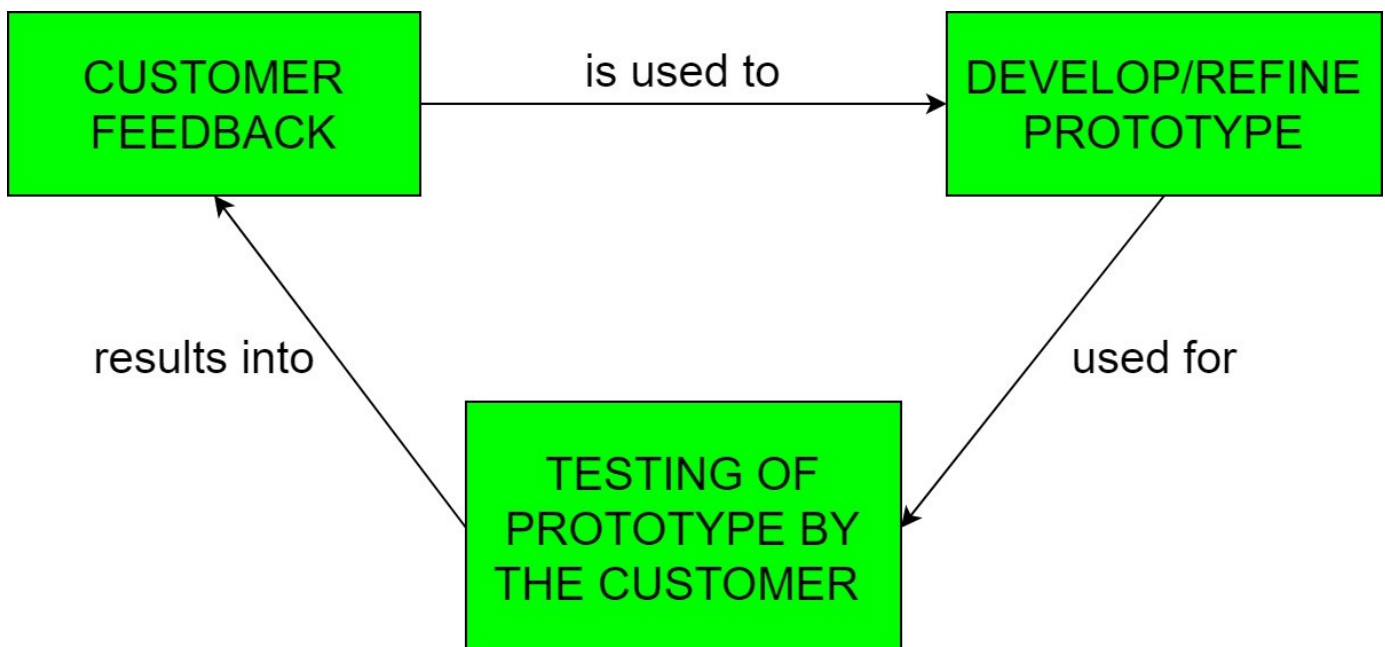 CUSTOMER
FEEDBACK
is used to
DEVELOP/REFINE
PROTOTYPE
results into
used for
TESTING OF
PROTOTYPE BY
THE CUSTOMER